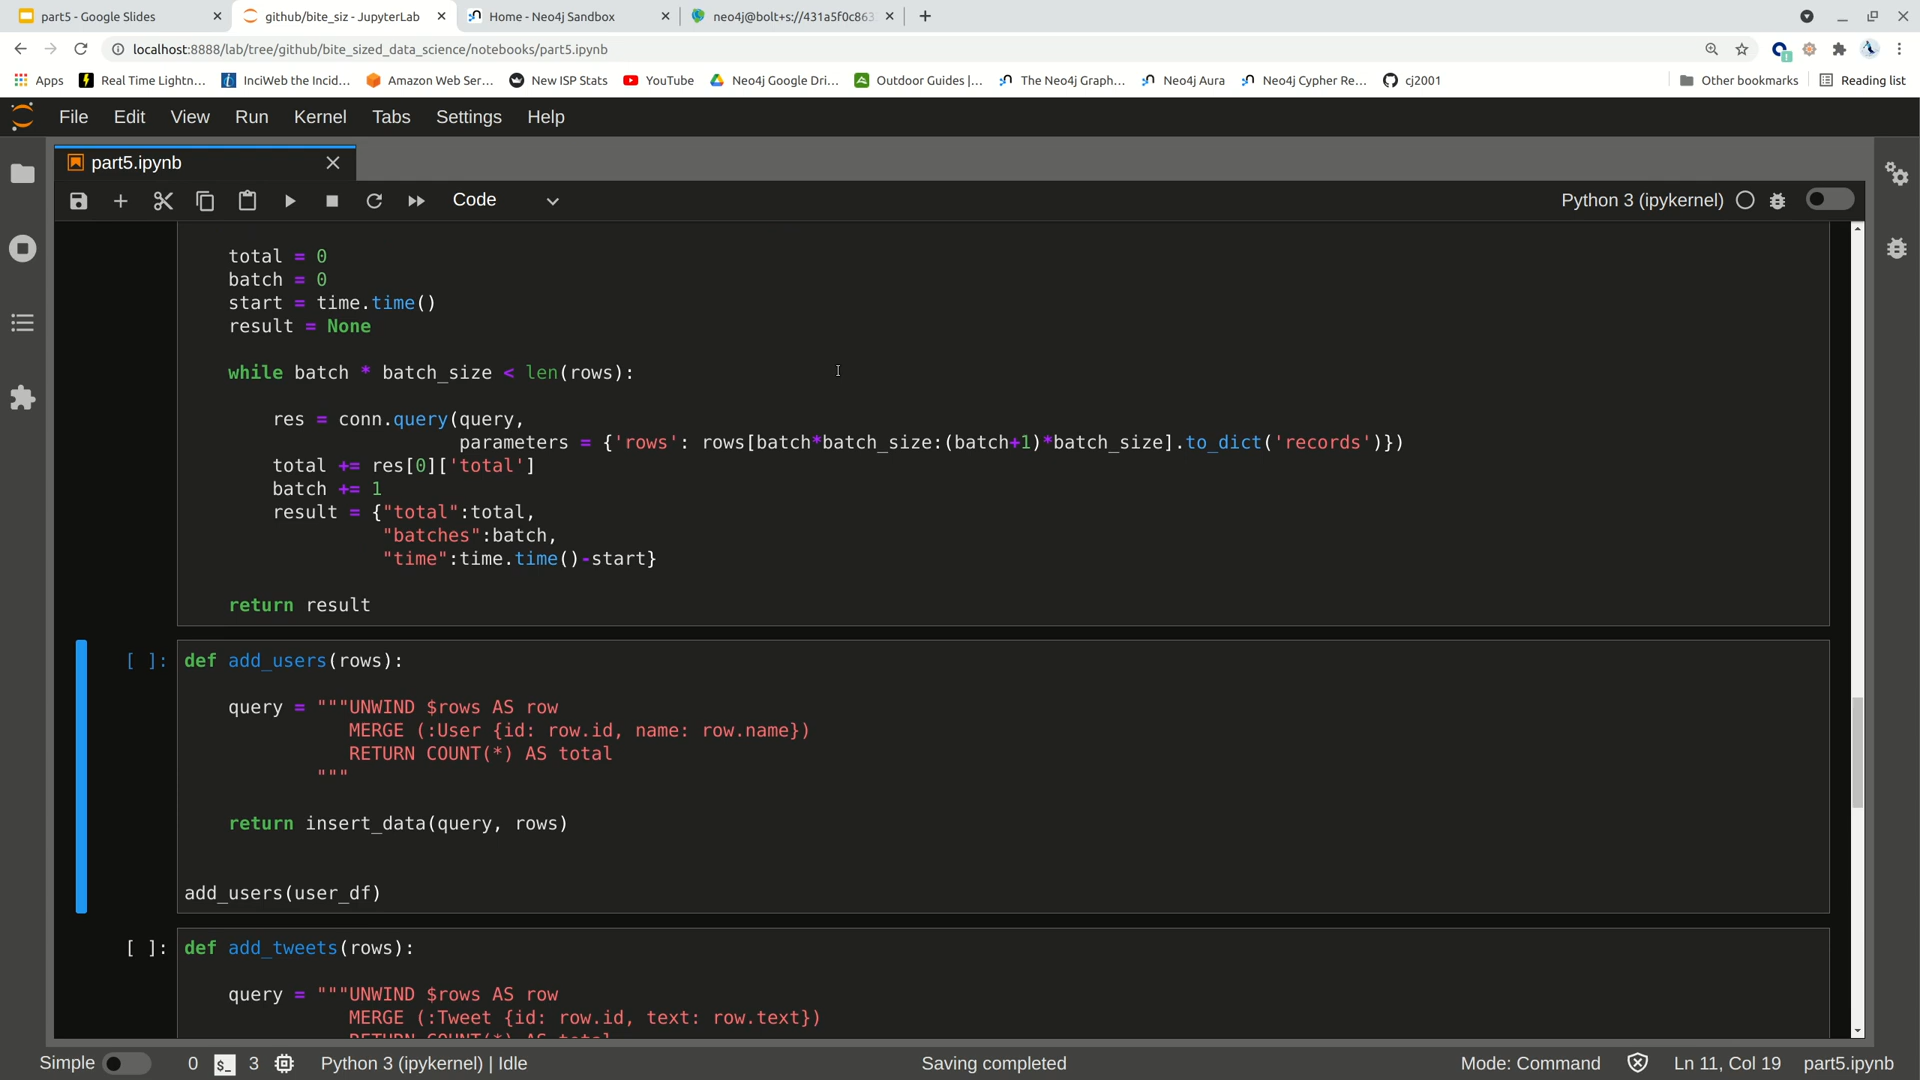 part5 - Google Slides
github/bite_siz - JupyterLab
Home - Neo4j Sandbox
neo4j@bolt+s://431a5f0c863
localhost:8888/lab/tree/github/bite_sized_data_science/notebooks/part5.ipynb
Apps
Real Time Lightn...
InciWeb the Incid...
Amazon Web Ser...
New ISP Stats
YouTube
Neo4j Google Dri...
Outdoor Guides |...
The Neo4j Graph...
Neo4j Aura
Neo4j Cypher Re...
cj2001
Other bookmarks
Reading list
File Edit View Run Kernel Tabs Settings Help
part5.ipynb
Code
Python 3 (ipykernel)
total = 0
batch = 0
start = time.time()
result = None
while batch * batch_size < len(rows):
res = conn.query(query,
parameters = {'rows': rows[batch*batch_size:(batch+1)*batch_size].to_dict('records')})
total += res[0]['total']
batch += 1
result = {"total":total,
"batches":batch,
"time":time.time()-start}
return result
[ ]: def add_users(rows):
query = """UNWIND $rows AS row
MERGE (:User {id: row.id, name: row.name})
RETURN COUNT(*) AS total
"""
return insert_data(query, rows)
add_users(user_df)
[ ]: def add_tweets(rows):
query = """UNWIND $rows AS row
MERGE (:Tweet {id: row.id, text: row.text})
RETURN COUNT(*) AS total
Simple
0
$_
3
Python 3 (ipykernel) | Idle
Saving completed
Mode: Command
Ln 11, Col 19
part5.ipynb